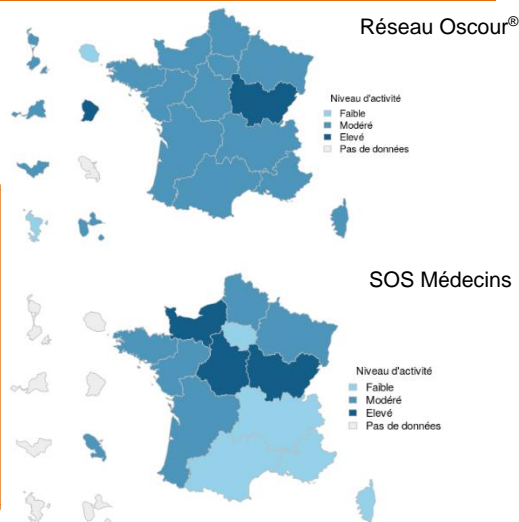 Réseau Oscour®
Niveau d'activité
Faible
Modéré
Elevé
Pas de données
SOS Médecins
Niveau d'activité
Faible
Modéré
Elevé
Pas de données